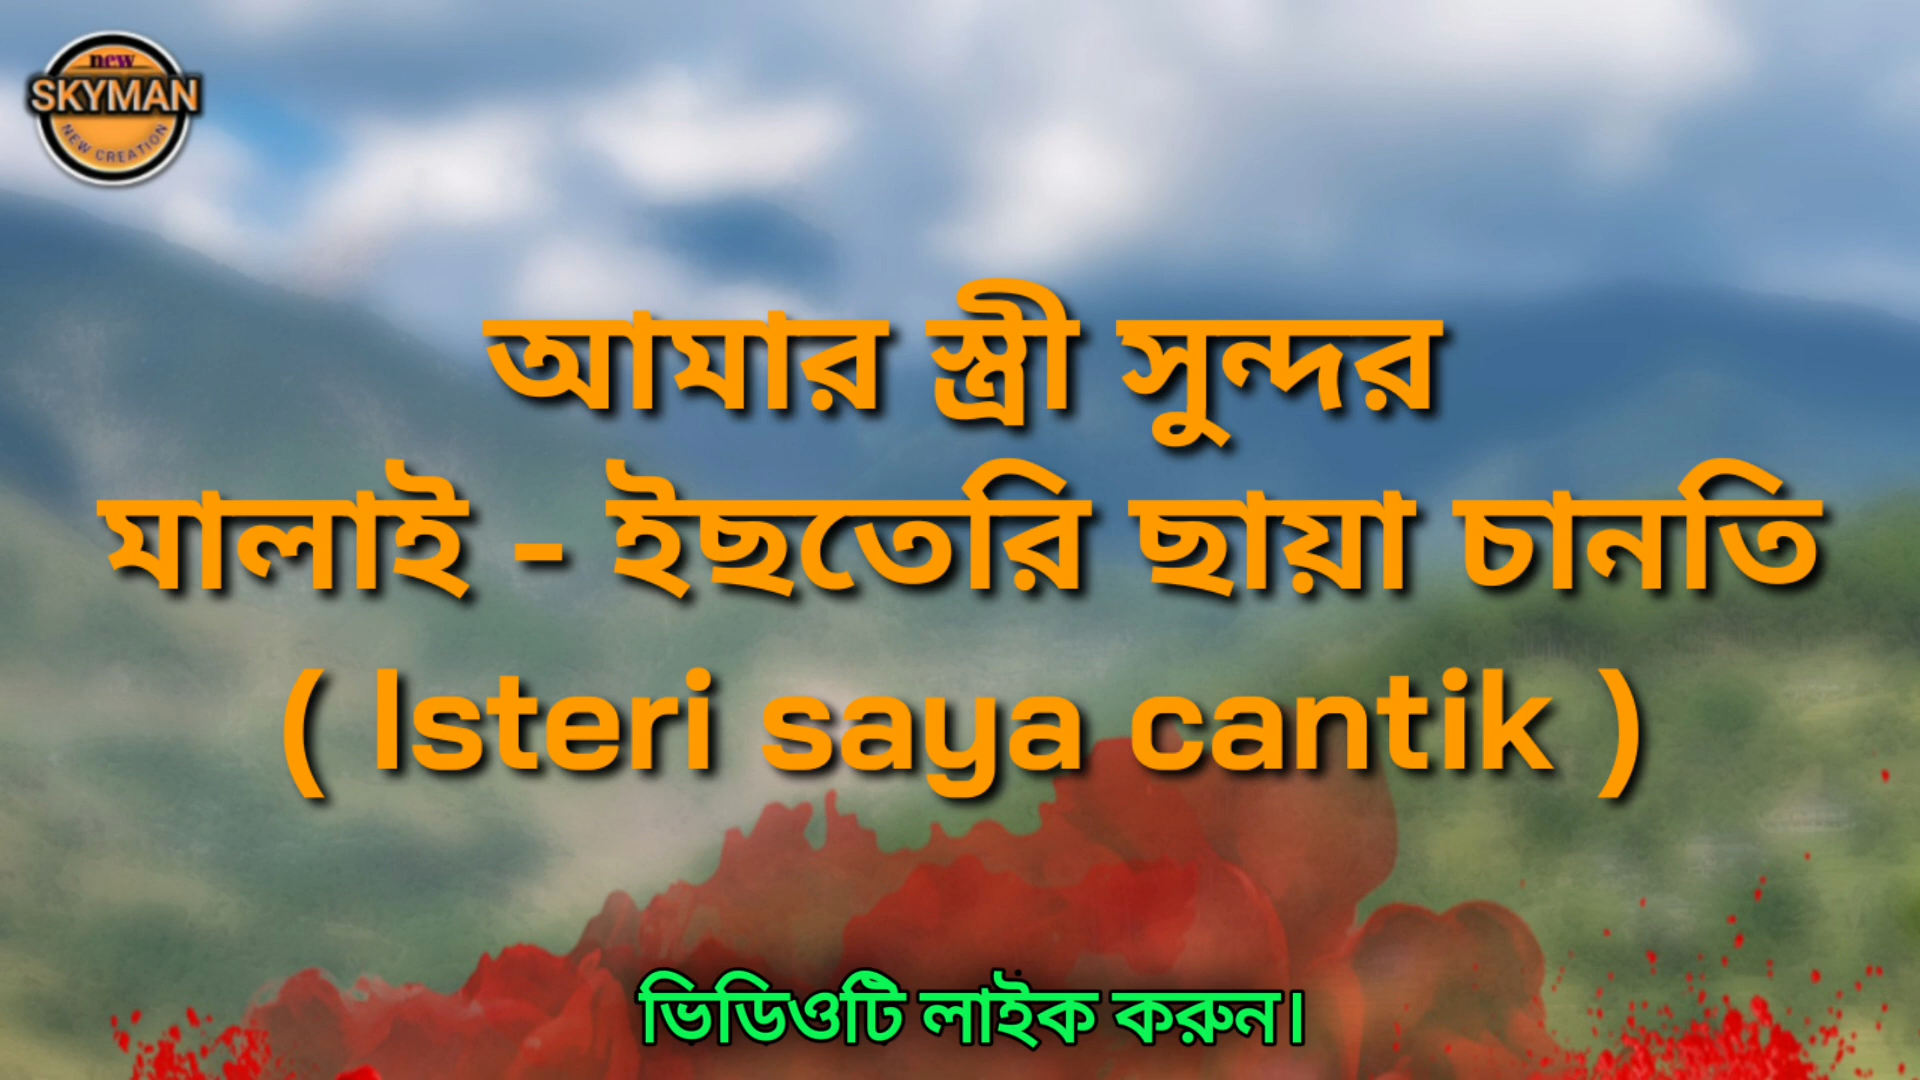 new
SKYMAN
NEW CREATION
আমার স্ত্রী সুন্দর
মালাই - ইছতেরি ছায়া চানতি
( Isteri saya cantik )
ভিডিওটি লাইক করুন।